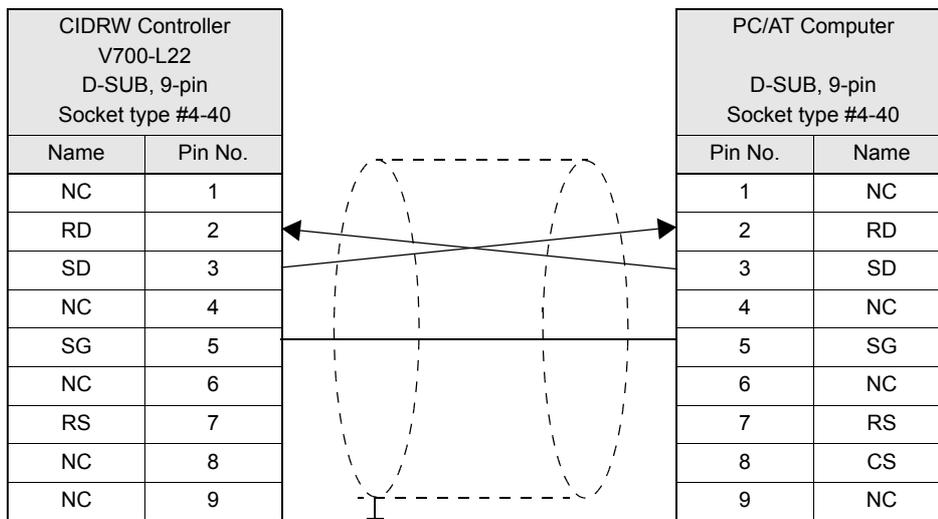 CIDRW Controller
V700-L22
D-SUB, 9-pin
Socket type #4-40
Name Pin No.
NC 1
RD 2
SD 3
NC 4
SG 5
NC 6
RS 7
NC 8
NC 9
PC/AT Computer
D-SUB, 9-pin
Socket type #4-40
Pin No. Name
1 NC
2 RD
3 SD
4 NC
5 SG
6 NC
7 RS
8 CS
9 NC